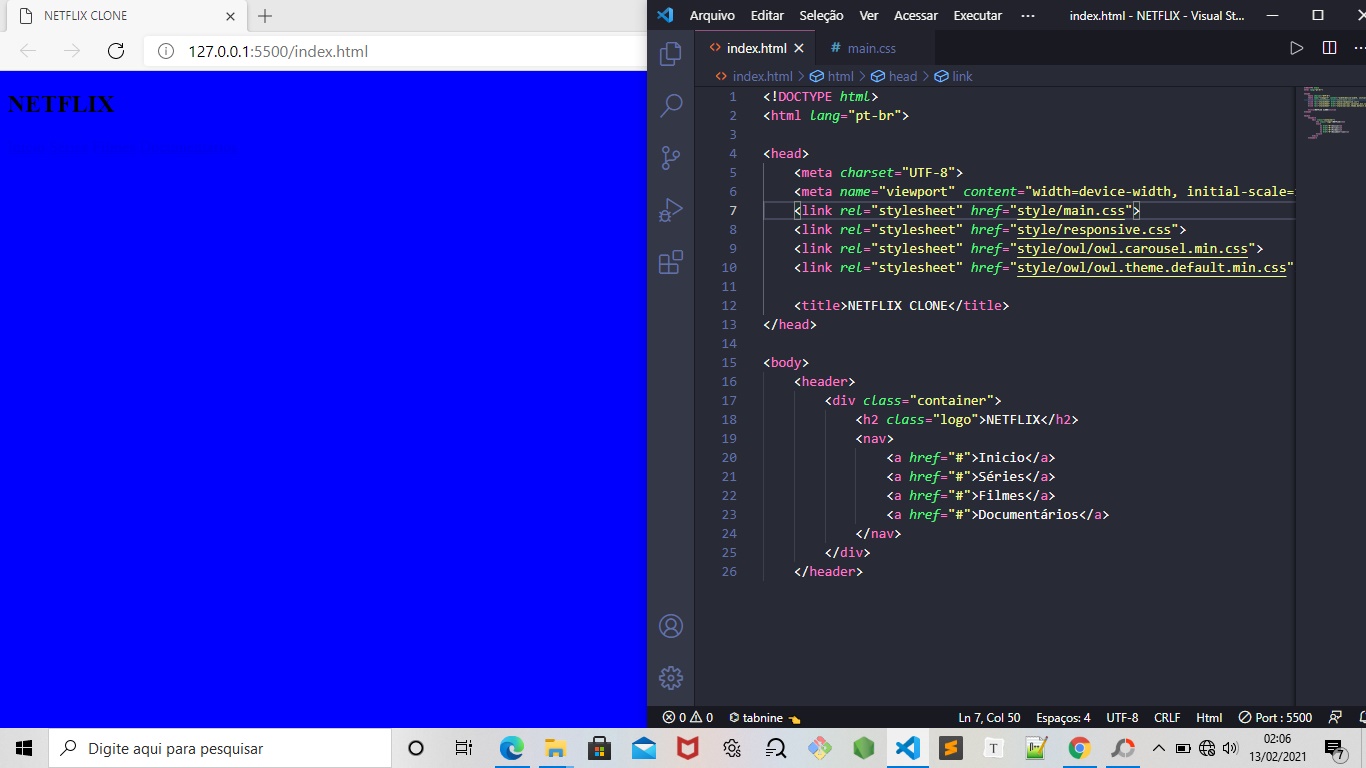 NETFLIX CLONE
127.0.0.1:5500/index.html
NETFLIX
Arquivo Editar Seleção Ver Acessar Executar ··· index.html - NETFLIX - Visual St...
index.html main.css
index.html > html > head > link
1 <!DOCTYPE html>
2 <html lang="pt-br">
3
4 <head>
5 <meta charset="UTF-8">
6 <meta name="viewport" content="width=device-width, initial-scale=
7 <link rel="stylesheet" href="style/main.css">
8 <link rel="stylesheet" href="style/responsive.css">
9 <link rel="stylesheet" href="style/owl/owl.carousel.min.css">
10 <link rel="stylesheet" href="style/owl/owl.theme.default.min.css"
11
12 <title>NETFLIX CLONE</title>
13 </head>
14
15 <body>
16 <header>
17 <div class="container">
18 <h2 class="logo">NETFLIX</h2>
19 <nav>
20 <a href="#">Inicio</a>
21 <a href="#">Séries</a>
22 <a href="#">Filmes</a>
23 <a href="#">Documentários</a>
24 </nav>
25 </div>
26 </header>
0 0 tabnine Ln 7, Col 50 Espaços: 4 UTF-8 CRLF Html Port : 5500
Digite aqui para pesquisar
T
02:06
13/02/2021
7